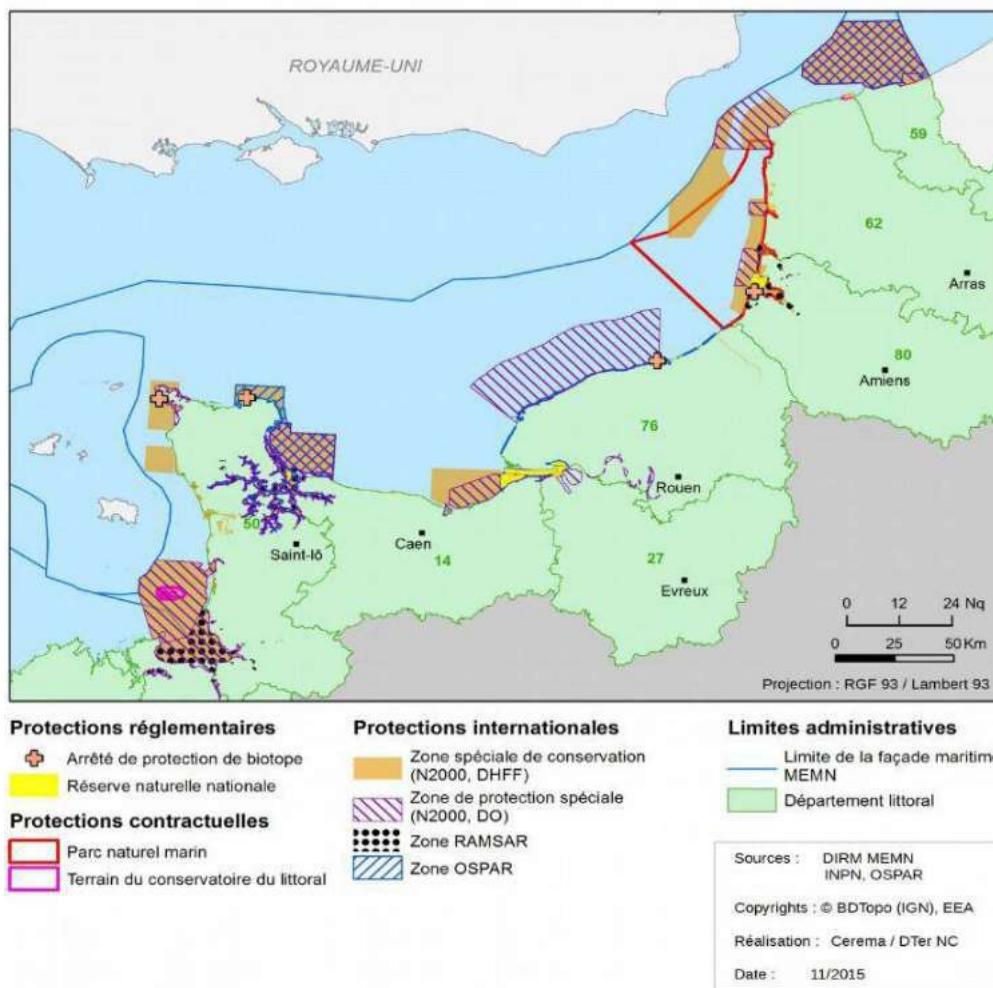 ROYAUME-UNI
59
62
Arras
80
Amiens
76
Rouen
50
Saint-lô
Caen
14
27
Evreux
0 12 24 Nq
0 25 50 Km
Projection : RGF 93 / Lambert 93
Protections réglementaires
Arrêté de protection de biotope
Réserve naturelle nationale
Protections contractuelles
Parc naturel marin
Terrain du conservatoire du littoral
Protections internationales
Zone spéciale de conservation
(N2000, DHFF)
Zone de protection spéciale
(N2000, DO)
Zone RAMSAR
Zone OSPAR
Limites administratives
Limite de la façade maritime
MEMN
Département littoral
Sources : DIRM MEMN
INPN, OSPAR
Copyrights : © BDTopo (IGN), EEA
Réalisation : Cerema / DTer NC
Date : 11/2015